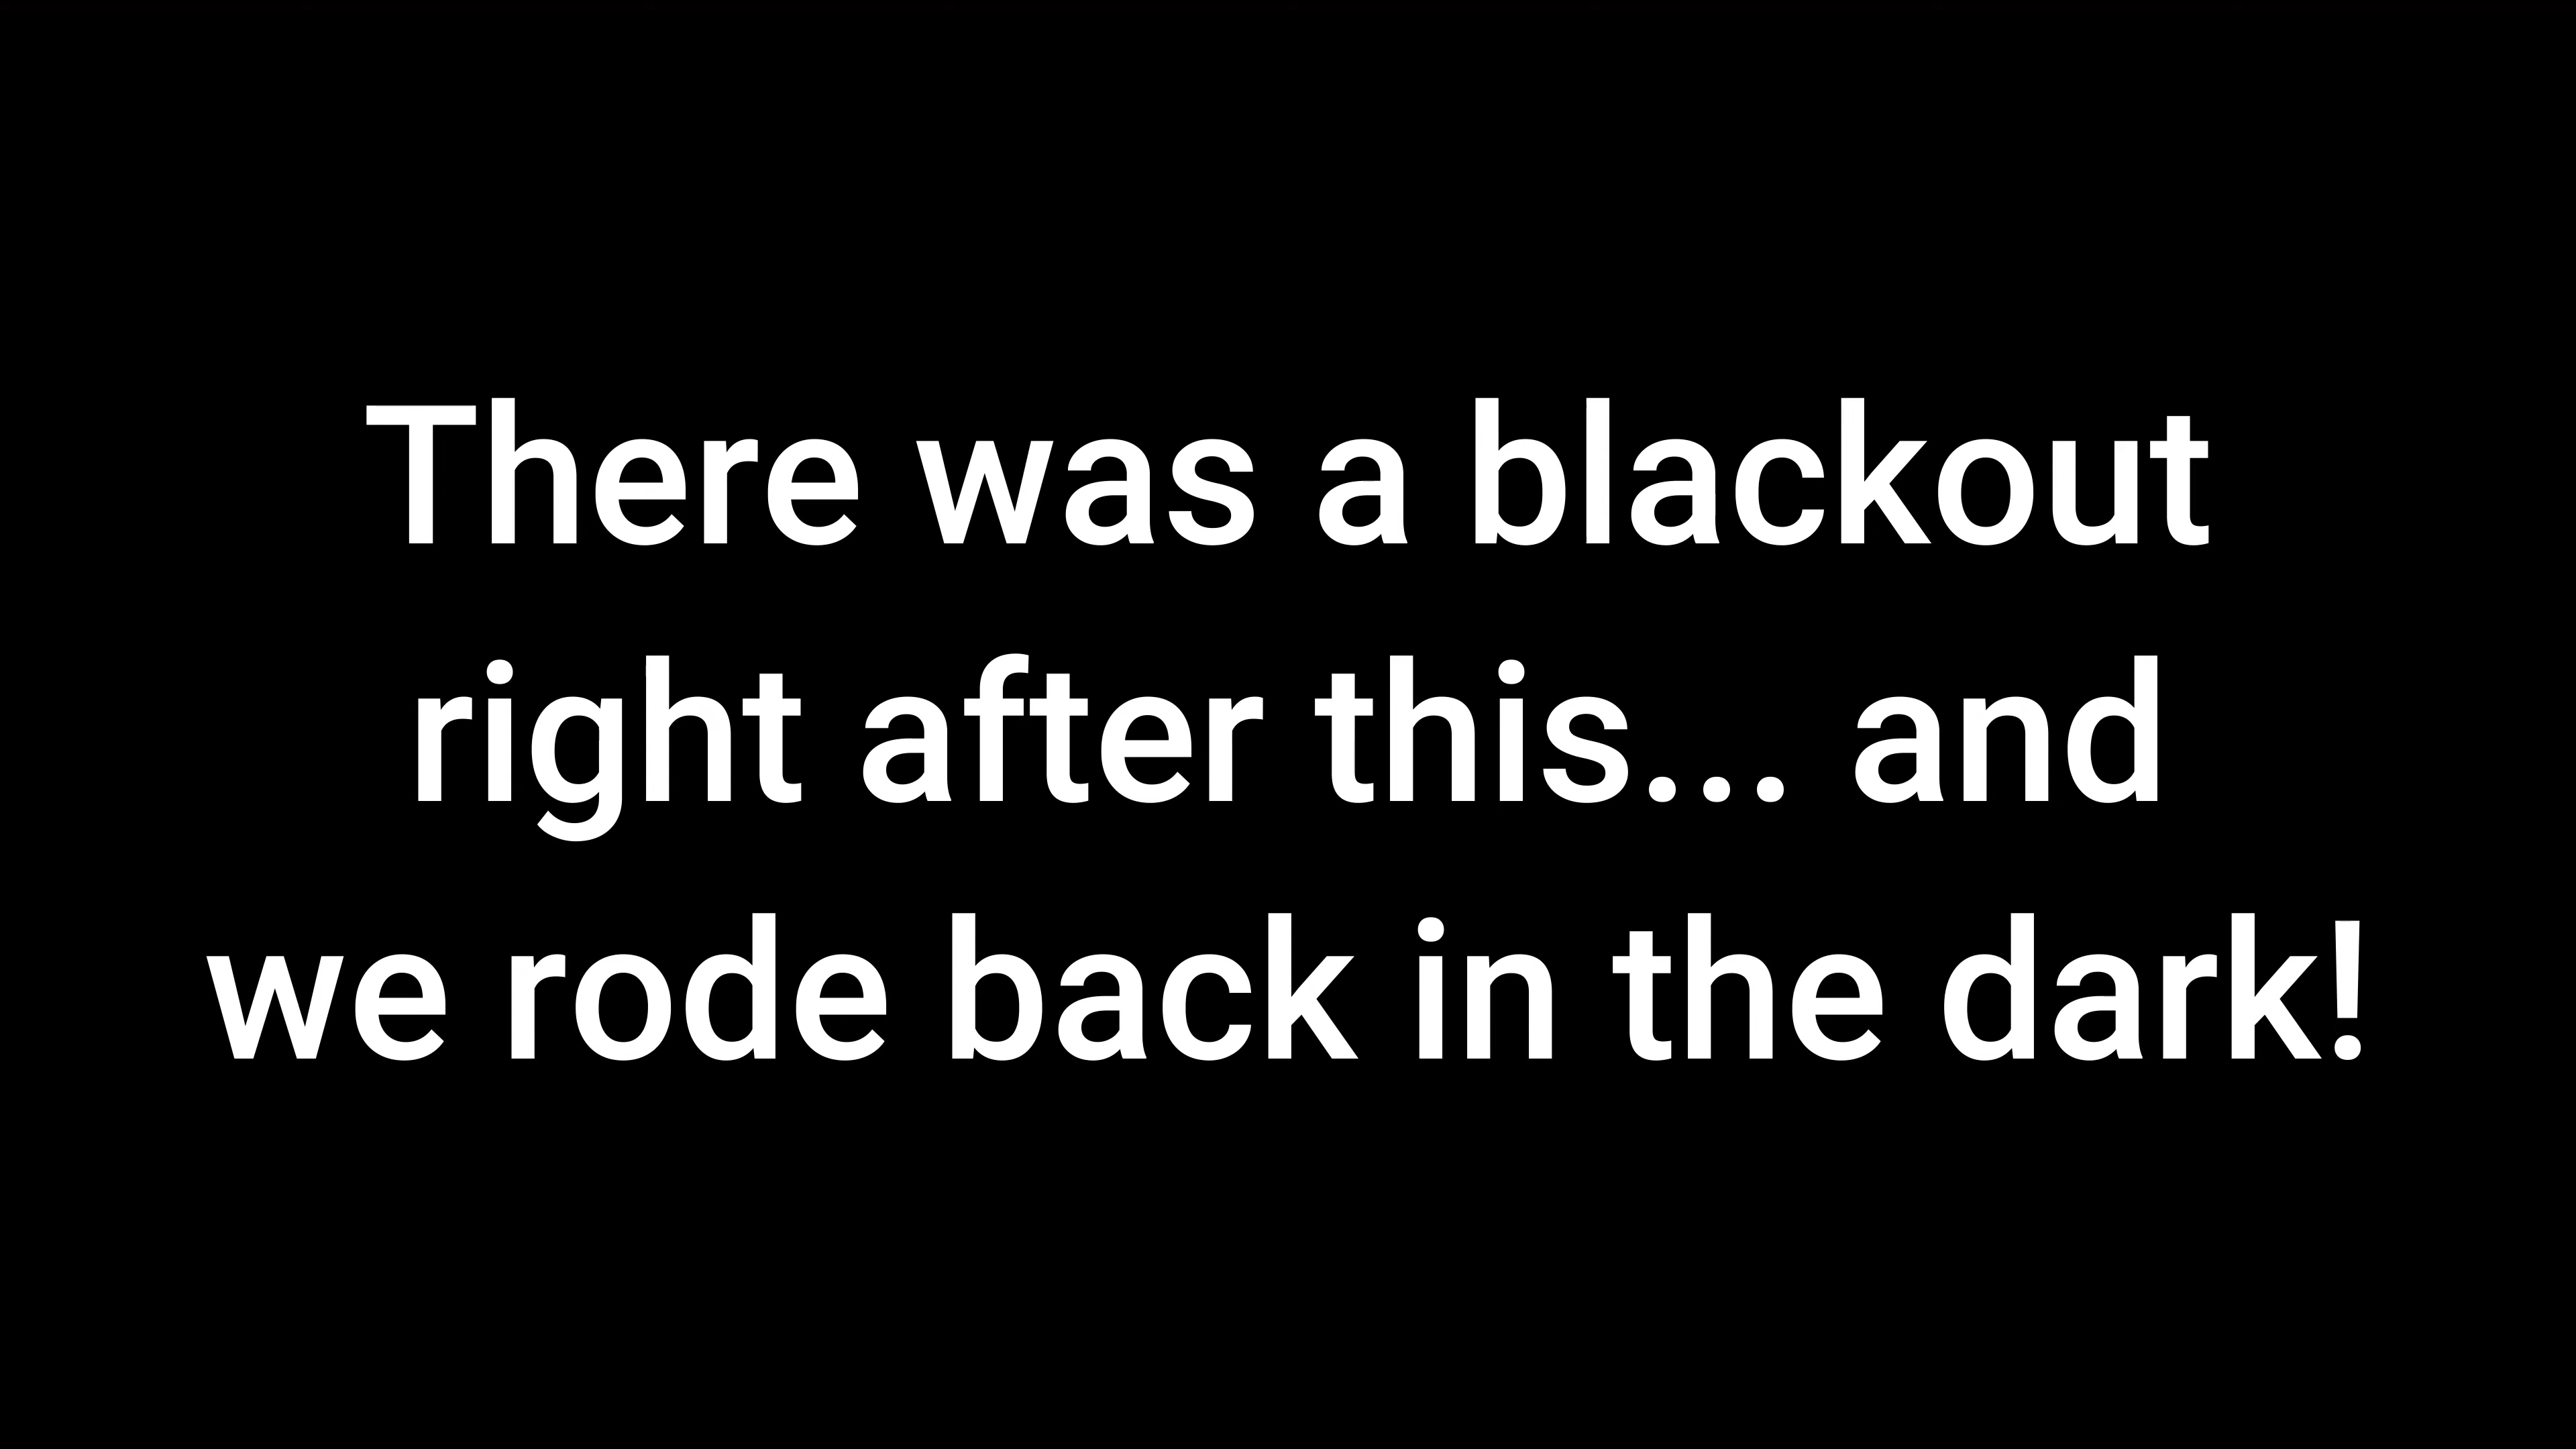 There was a blackout
right after this... and
we rode back in the dark!